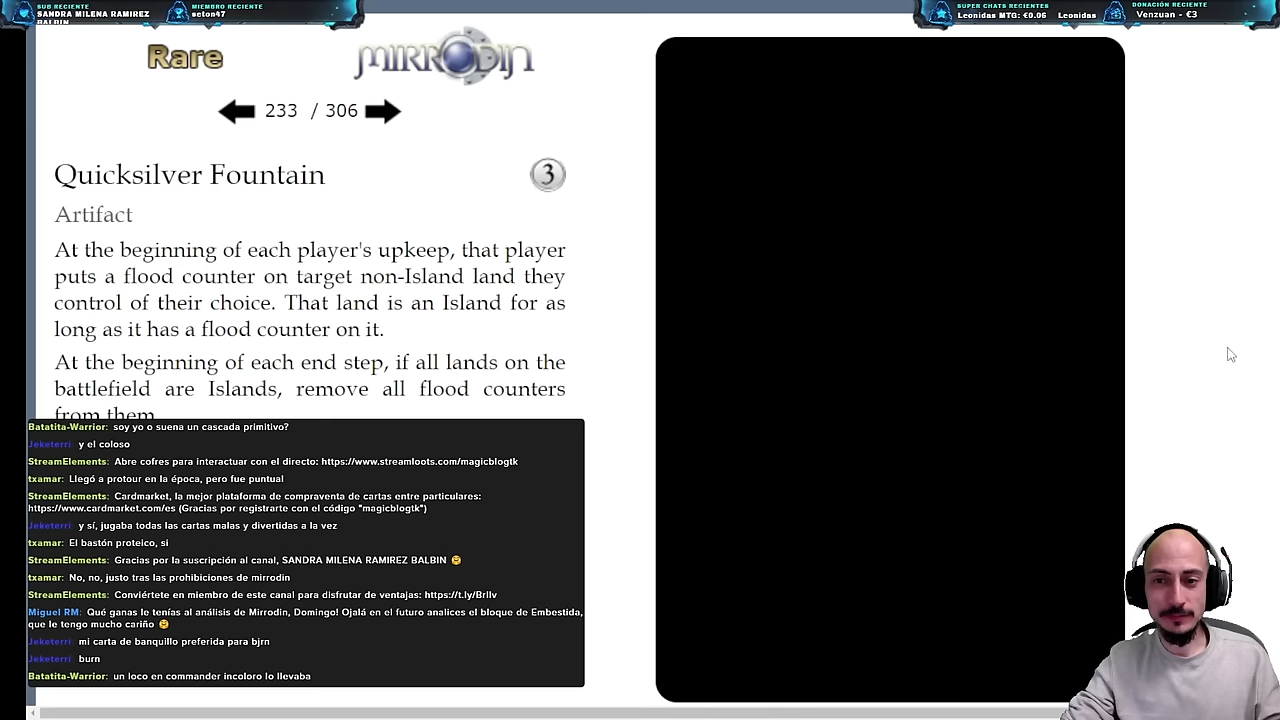 SUB RECIENTE
SANDRA MILENA RAMIREZ
BALBIN
MIEMBRO RECIENTE
seton47
SUPER CHATS RECIENTES
Leonidas MTG: €0.06 Leonidas
DONACIÓN RECIENTE
Venzuan - €3
Rare
MIRRODIN
233 / 306
Quicksilver Fountain
3
Artifact
At the beginning of each player's upkeep, that player
puts a flood counter on target non-Island land they
control of their choice. That land is an Island for as
long as it has a flood counter on it.
At the beginning of each end step, if all lands on the
battlefield are Islands, remove all flood counters
from them
Batatita-Warrior: soy yo o suena un cascada primitivo?
Jeketerri: y el coloso
StreamElements: Abre cofres para interactuar con el directo: https://www.streamloots.com/magicblogtk
txamar: Llegó a protour en la época, pero fue puntual
StreamElements: Cardmarket, la mejor plataforma de compraventa de cartas entre particulares:
https://www.cardmarket.com/es (Gracias por registrarte con el código "magicblogtk")
Jeketerri: y sí, jugaba todas las cartas malas y divertidas a la vez
txamar: El bastón proteico, si
StreamElements: Gracias por la suscripción al canal, SANDRA MILENA RAMIREZ BALBIN 🤗
txamar: No, no, justo tras las prohibiciones de mirrodin
StreamElements: Conviértete en miembro de este canal para disfrutar de ventajas: https://t.ly/BrIIv
Miguel RM: Qué ganas le tenías al análisis de Mirrodin, Domingo! Ojalá en el futuro analices el bloque de Embestida,
que le tengo mucho cariño 🤗
Jeketerri: mi carta de banquillo preferida para bjrn
Jeketerri: burn
Batatita-Warrior: un loco en commander incoloro lo llevaba